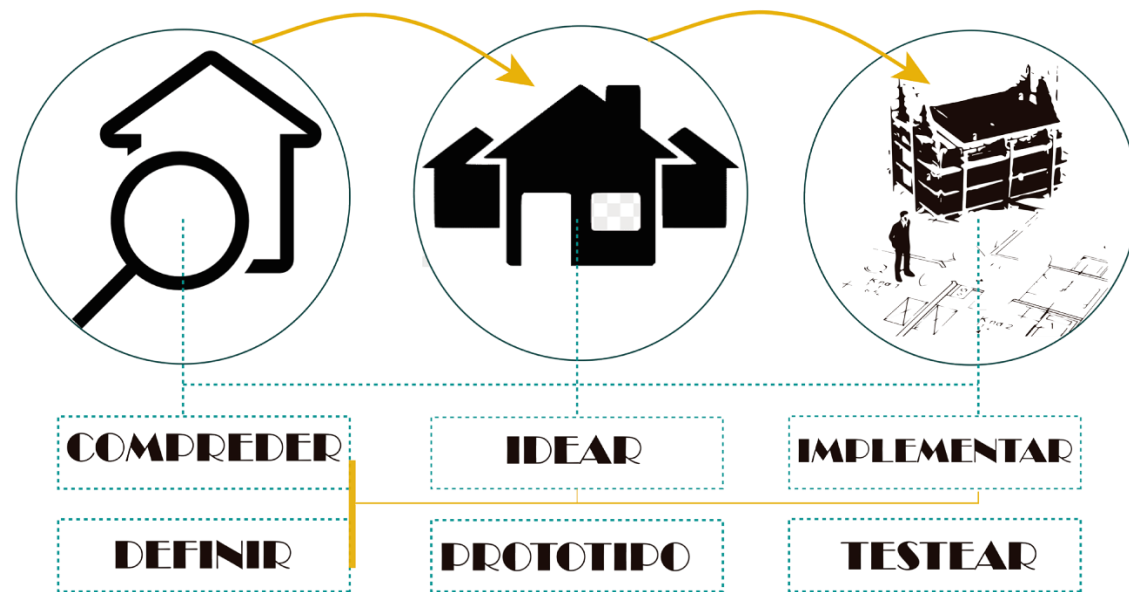 COMPREDER
IDEAR
IMPLEMENTAR
DEFINIR
PROTOTIPO
TESTEAR